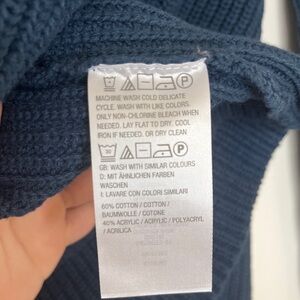 MACHINE WASH COLD DELICATE
CYCLE. WASH WITH LIKE COLORS.
ONLY NON-CHLORINE BLEACH WHEN
NEEDED. LAY FLAT TO DRY. COOL
IRON IF NEEDED. OR DRY CLEAN
GB: WASH WITH SIMILAR COLOURS
D: MIT ÄHNLICHEN FARBEN
WASCHEN
I: LAVARE CON COLORI SIMILARI
60% COTTON / COTTON /
BAUMWOLLE / COTONE
40% ACRYLIC / ACRYLIC / POLYACRYL
/ ACRILICA